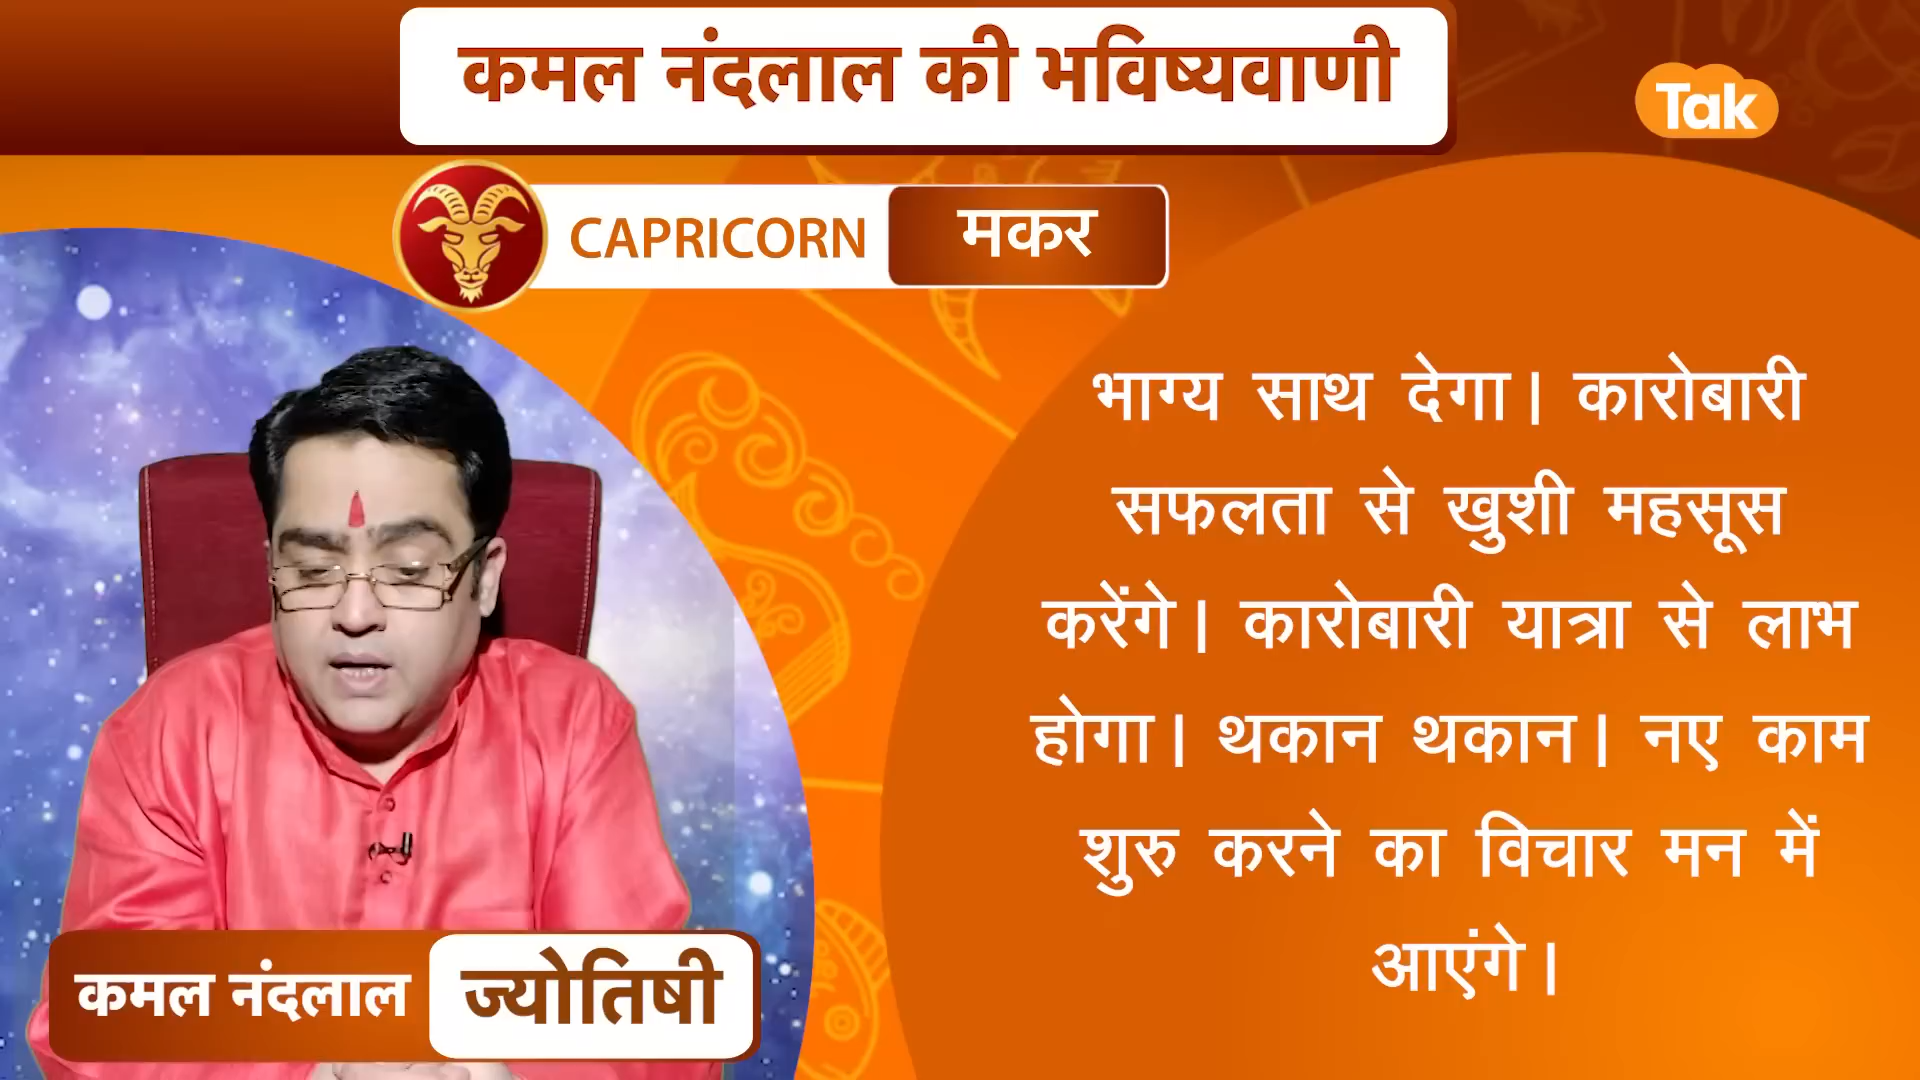 कमल नंदलाल की भविष्यवाणी
Tak
CAPRICORN मकर
भाग्य साथ देगा। कारोबारी
सफलता से खुशी महसूस
करेंगे। कारोबारी यात्रा से लाभ
होगा। थकान थकान। नए काम
शुरु करने का विचार मन में
आएंगे।
कमल नंदलाल ज्योतिषी